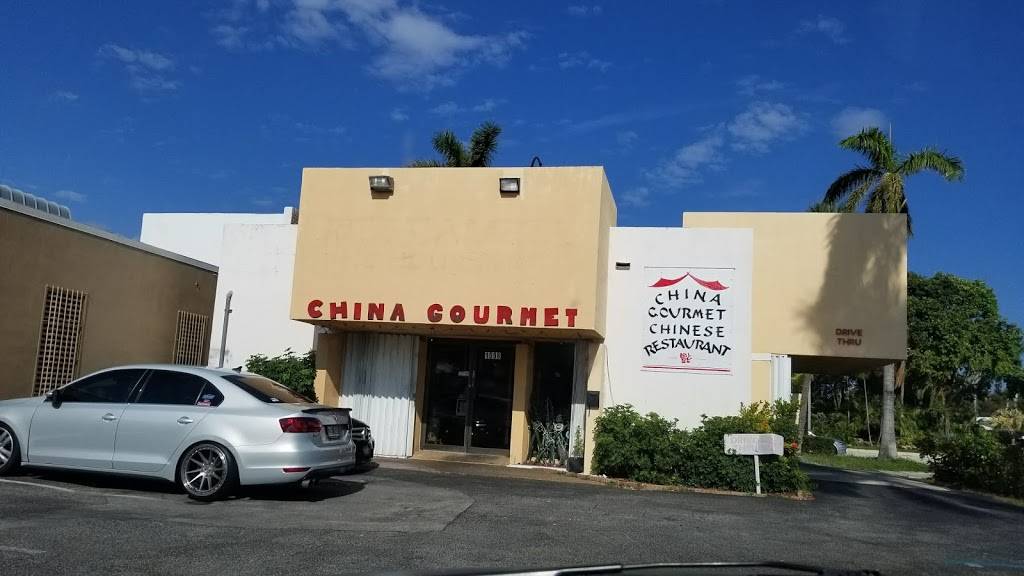 CHINA GOURMET
CHINA
GOURMET
CHINESE
RESTAURANT
DRIVE
THRU